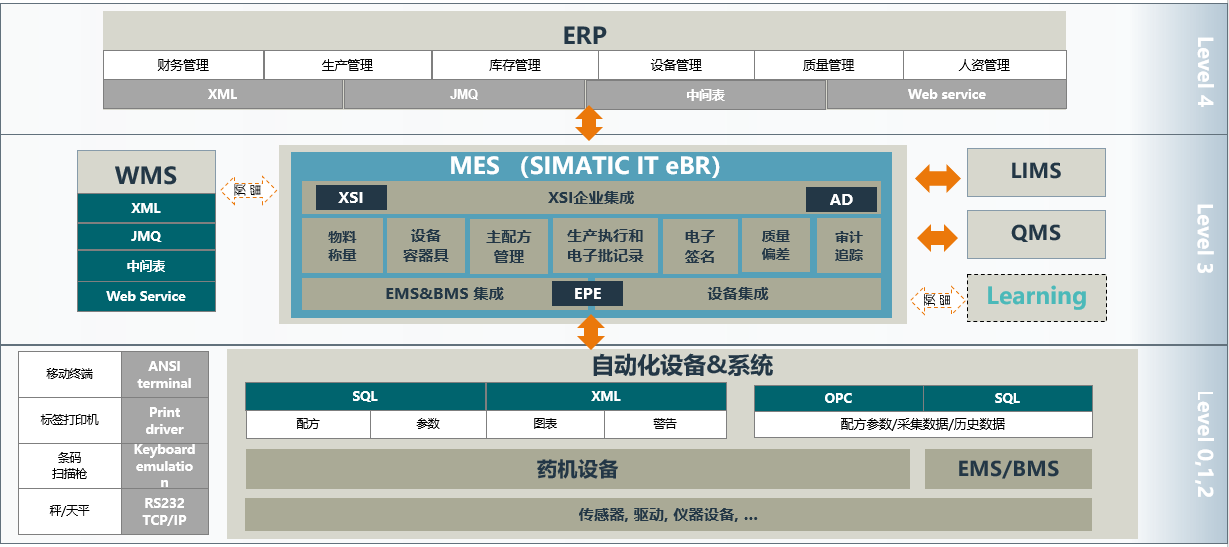 ERP
财务管理
生产管理
库存管理
设备管理
质量管理
人资管理
XML
JMQ
中间表
Web service
Level 4
WMS
XML
JMQ
中间表
Web Service
预留
MES （SIMATIC IT eBR）
XSI
XSI企业集成
AD
物料
称量
设备
容器具
主配方
管理
生产执行和
电子批记录
电子
签名
质量
偏差
审计
追踪
EMS&BMS 集成
EPE
设备集成
LIMS
QMS
预留
Learning
Level 3
移动终端
ANSI
terminal
标签打印机
Print
driver
条码
扫描枪
Keyboard
emulatio
n
秤/天平
RS232
TCP/IP
自动化设备&系统
SQL
XML
配方
参数
图表
警告
OPC
SQL
配方参数/采集数据/历史数据
药机设备
EMS/BMS
传感器, 驱动, 仪器设备, ...
Level 0,1,2